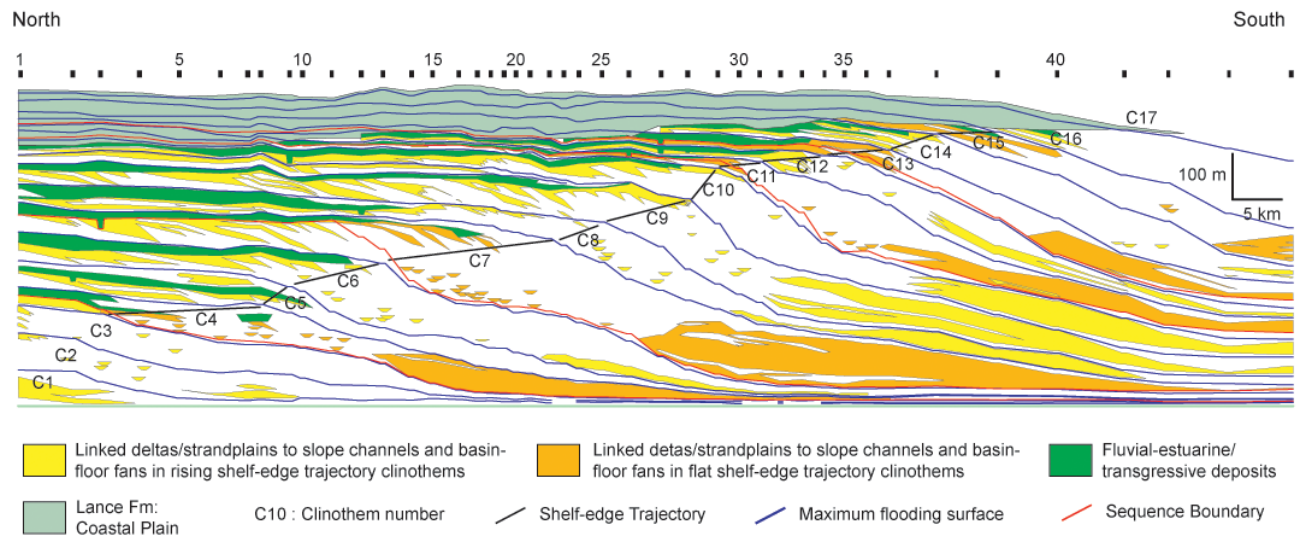 North South
1 5 10 15 20 25 30 35 40
C17
C16
C15
C14
C13
C12
C11
C10
100 m
5 km
C9
C8
C7
C6
C5
C4
C3
C2
C1
Linked deltas/strandplains to slope channels and basin-
floor fans in rising shelf-edge trajectory clinothems
Linked detas/strandplains to slope channels and basin-
floor fans in flat shelf-edge trajectory clinothems
Fluvial-estuarine/
transgressive deposits
Lance Fm:
Coastal Plain
C10 : Clinothem number
Shelf-edge Trajectory
Maximum flooding surface
Sequence Boundary